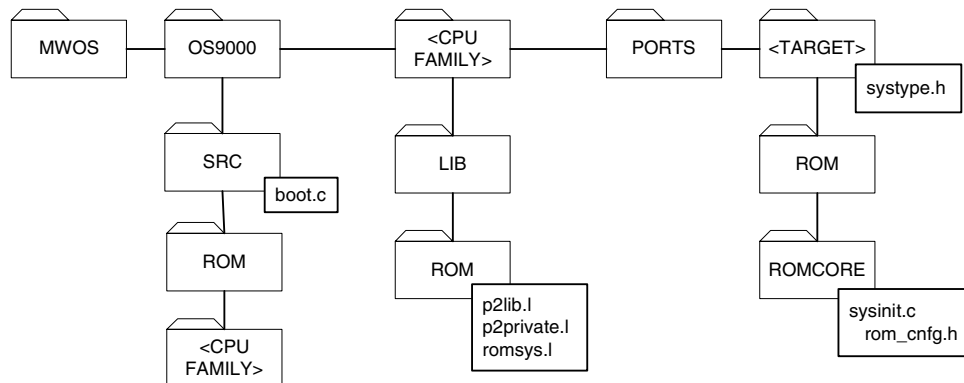 MWOS
OS9000
<CPU
FAMILY>
PORTS
<TARGET>
systype.h
SRC
boot.c
LIB
ROM
ROM
ROM
ROMCORE
p2lib.l
p2private.l
romsys.l
sysinit.c
rom_cnfg.h
<CPU
FAMILY>